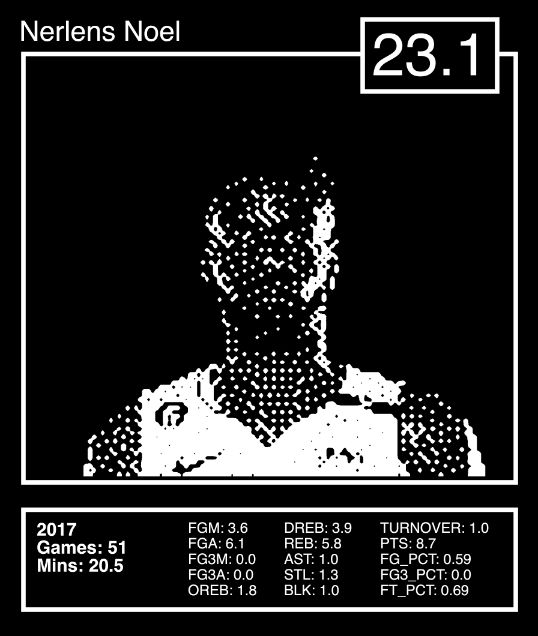 Nerlens Noel
23.1
2017
Games: 51
Mins: 20.5
FGM: 3.6
FGA: 6.1
FG3M: 0.0
FG3A: 0.0
OREB: 1.8
DREB: 3.9
REB: 5.8
AST: 1.0
STL: 1.3
BLK: 1.0
TURNOVER: 1.0
PTS: 8.7
FG_PCT: 0.59
FG3_PCT: 0.0
FT_PCT: 0.69